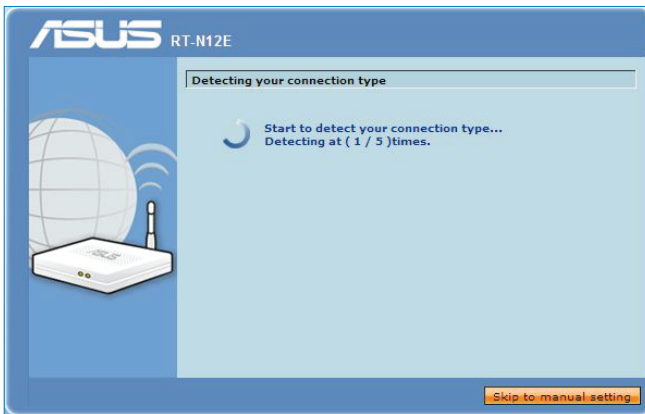 ASUS RT-N12E
Detecting your connection type
Start to detect your connection type...
Detecting at ( 1 / 5 )times.
ASUS
Skip to manual setting